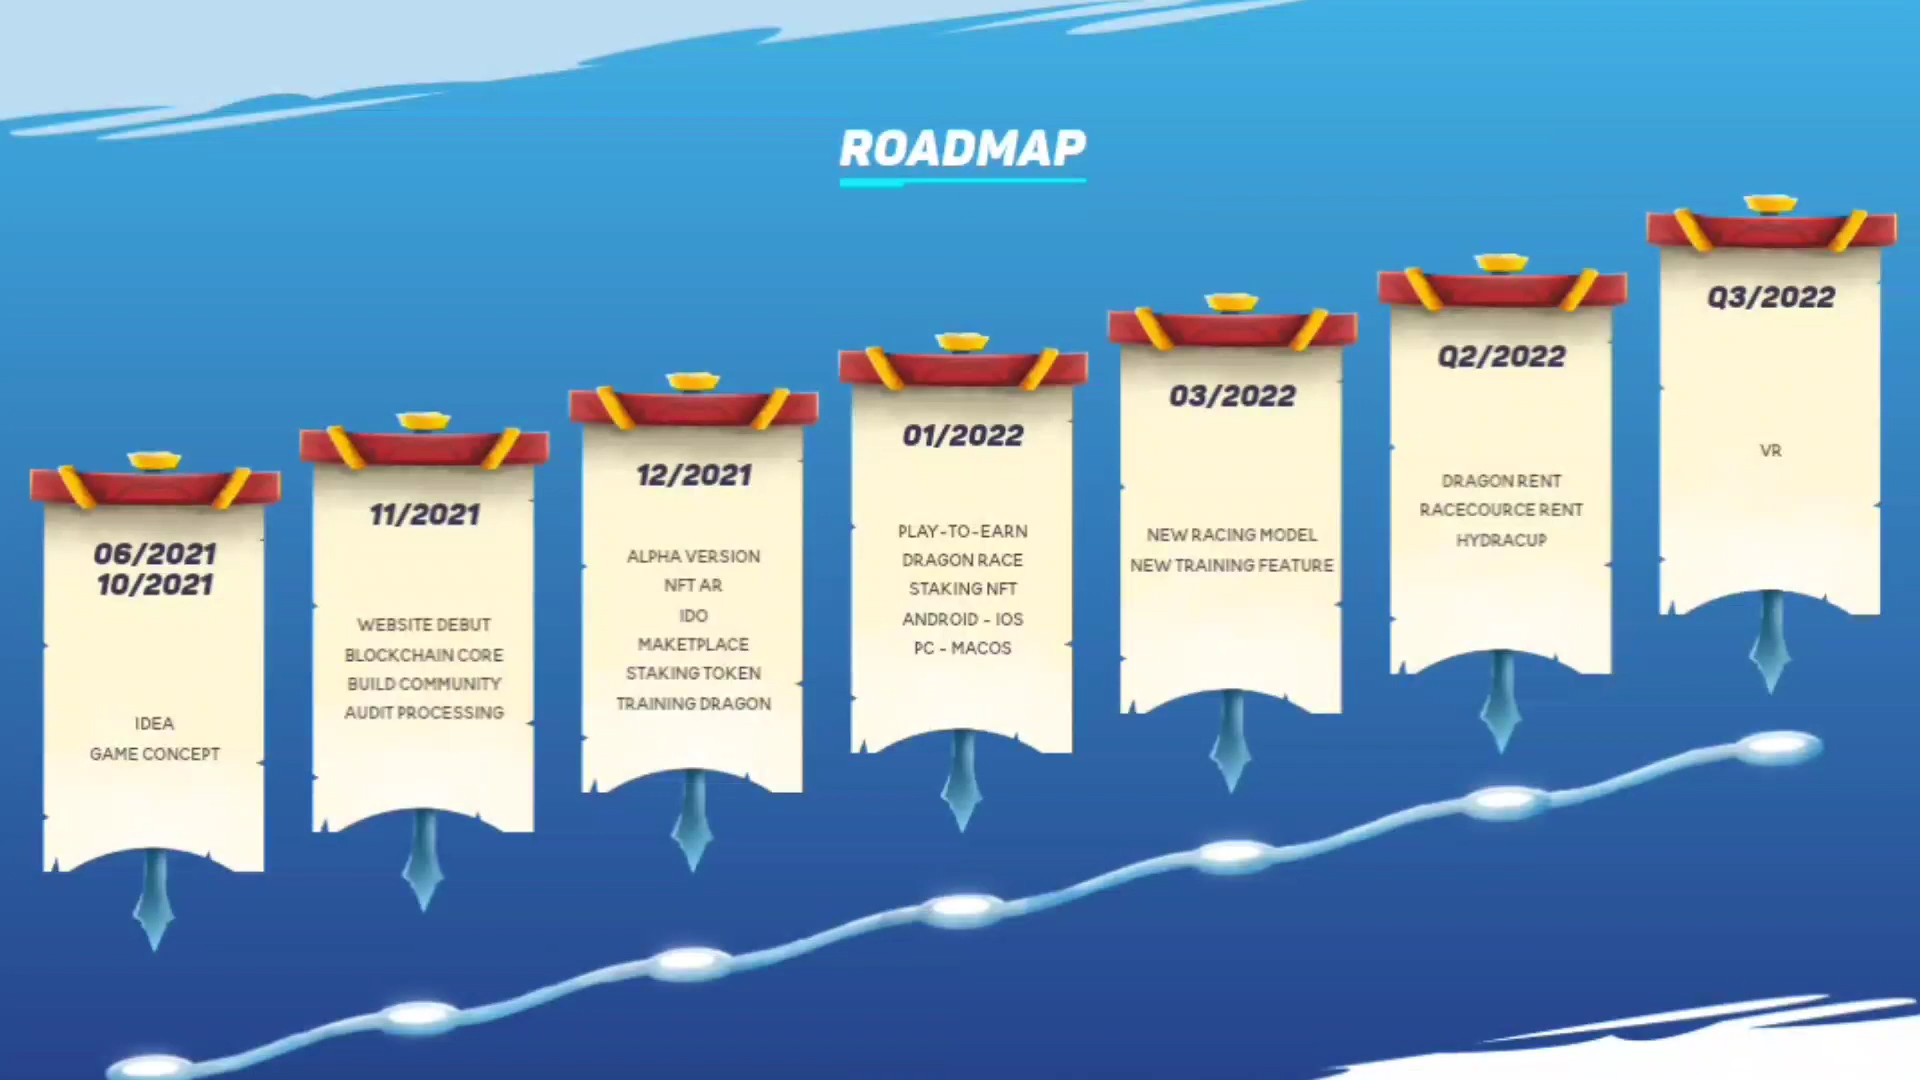 ROADMAP
06/2021
10/2021
IDEA
GAME CONCEPT
11/2021
WEBSITE DEBUT
BLOCKCHAIN CORE
BUILD COMMUNITY
AUDIT PROCESSING
12/2021
ALPHA VERSION
NFT AR
IDO
MAKETPLACE
STAKING TOKEN
TRAINING DRAGON
01/2022
PLAY-TO-EARN
DRAGON RACE
STAKING NFT
ANDROID - IOS
PC - MACOS
03/2022
NEW RACING MODEL
NEW TRAINING FEATURE
Q2/2022
DRAGON RENT
RACECOURCE RENT
HYDRACUP
Q3/2022
VR